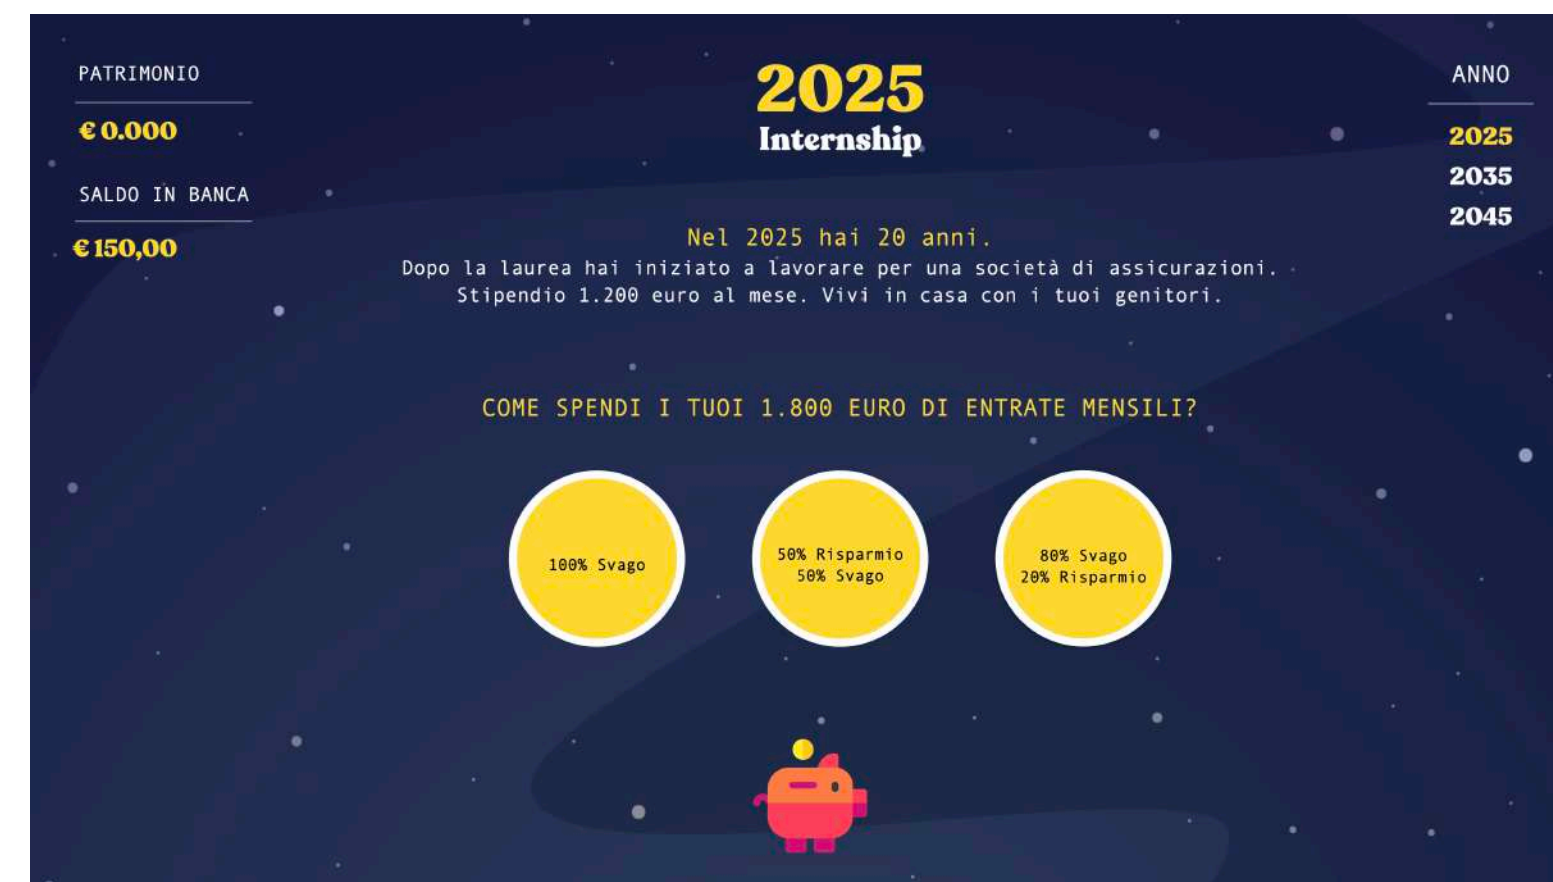 PATRIMONIO
€ 0.000
SALDO IN BANCA
€ 150,00
2025
Internship
ANNO
2025
2035
2045
Nel 2025 hai 20 anni.
Dopo la laurea hai iniziato a lavorare per una società di assicurazioni.
Stipendio 1.200 euro al mese. Vivi in casa con i tuoi genitori.
COME SPENDI I TUOI 1.800 EURO DI ENTRATE MENSILI?
100% Svago
50% Risparmio
50% Svago
80% Svago
20% Risparmio